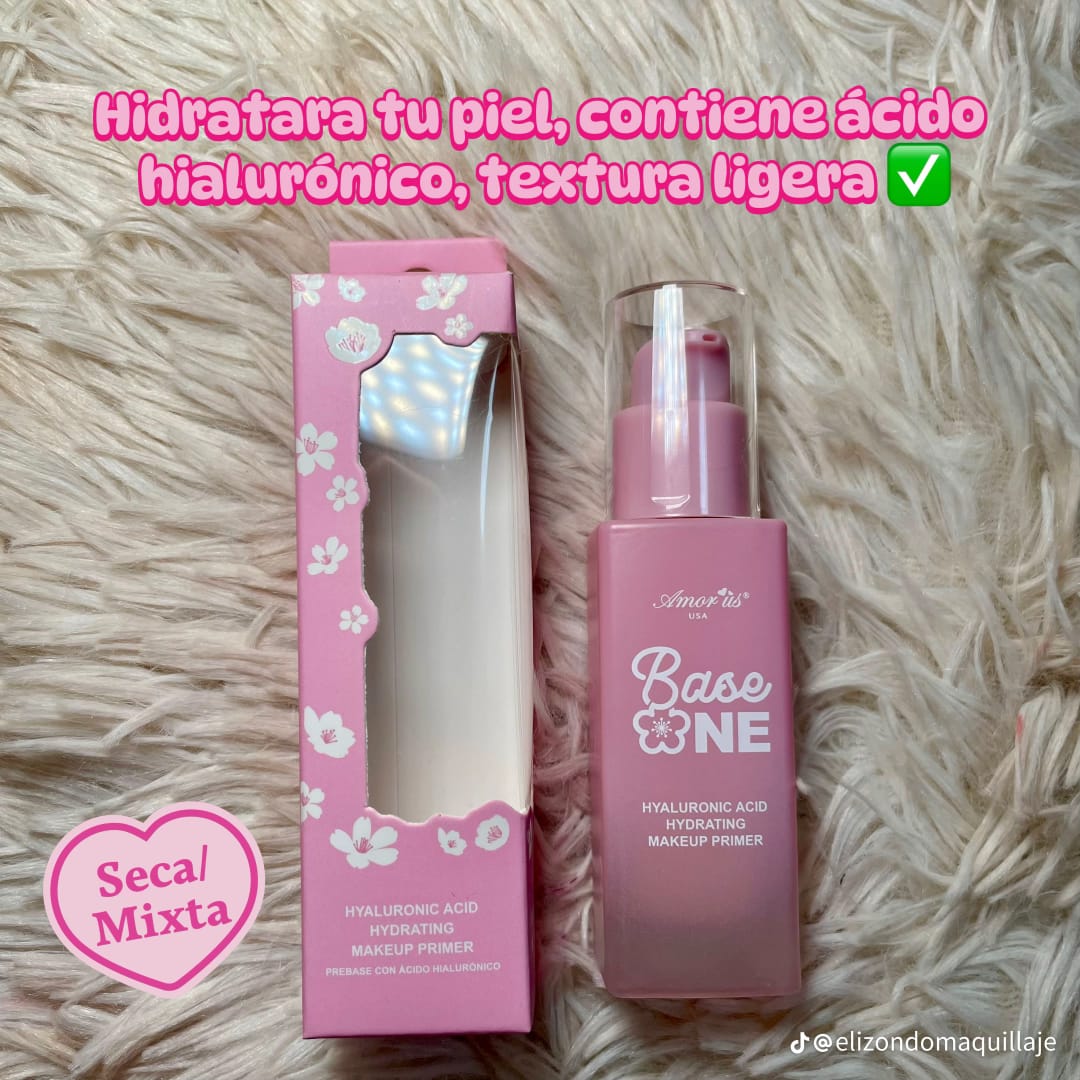 Hidratara tu piel, contiene ácido
hialurónico, textura ligera ✅
Amor us®
USA
Base
ONE
HYALURONIC ACID
HYDRATING
MAKEUP PRIMER
HYALURONIC ACID
HYDRATING
MAKEUP PRIMER
PREBASE CON ÁCIDO HIALURÓNICO
Seca/
Mixta
@elizondomaquillaje